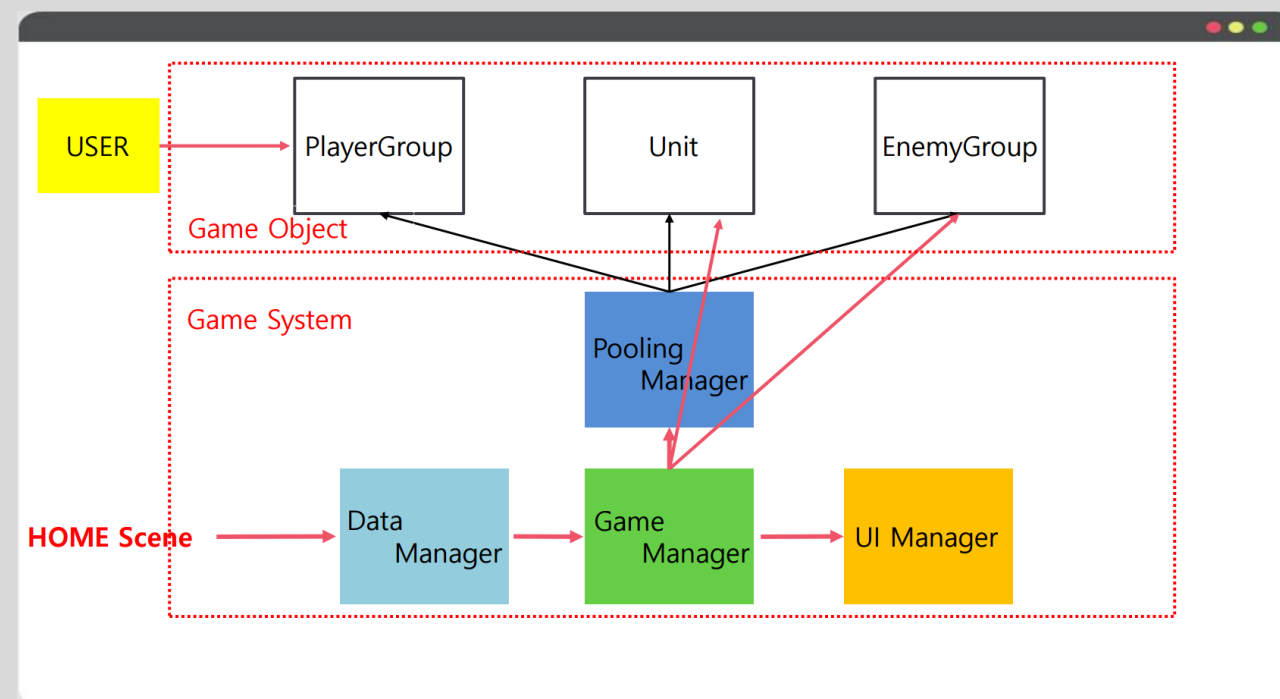 USER
PlayerGroup
Unit
EnemyGroup
Game Object
Game System
Pooling
Manager
HOME Scene
Data
Manager
Game
Manager
UI Manager